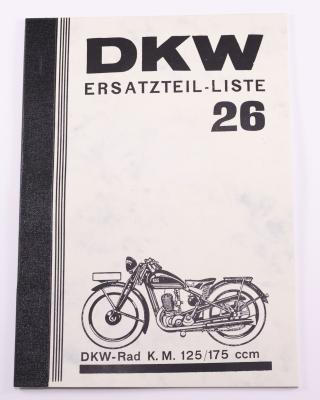 DKW
ERSATZTEIL-LISTE
26
DKW-Rad K.M. 125/175 ccm